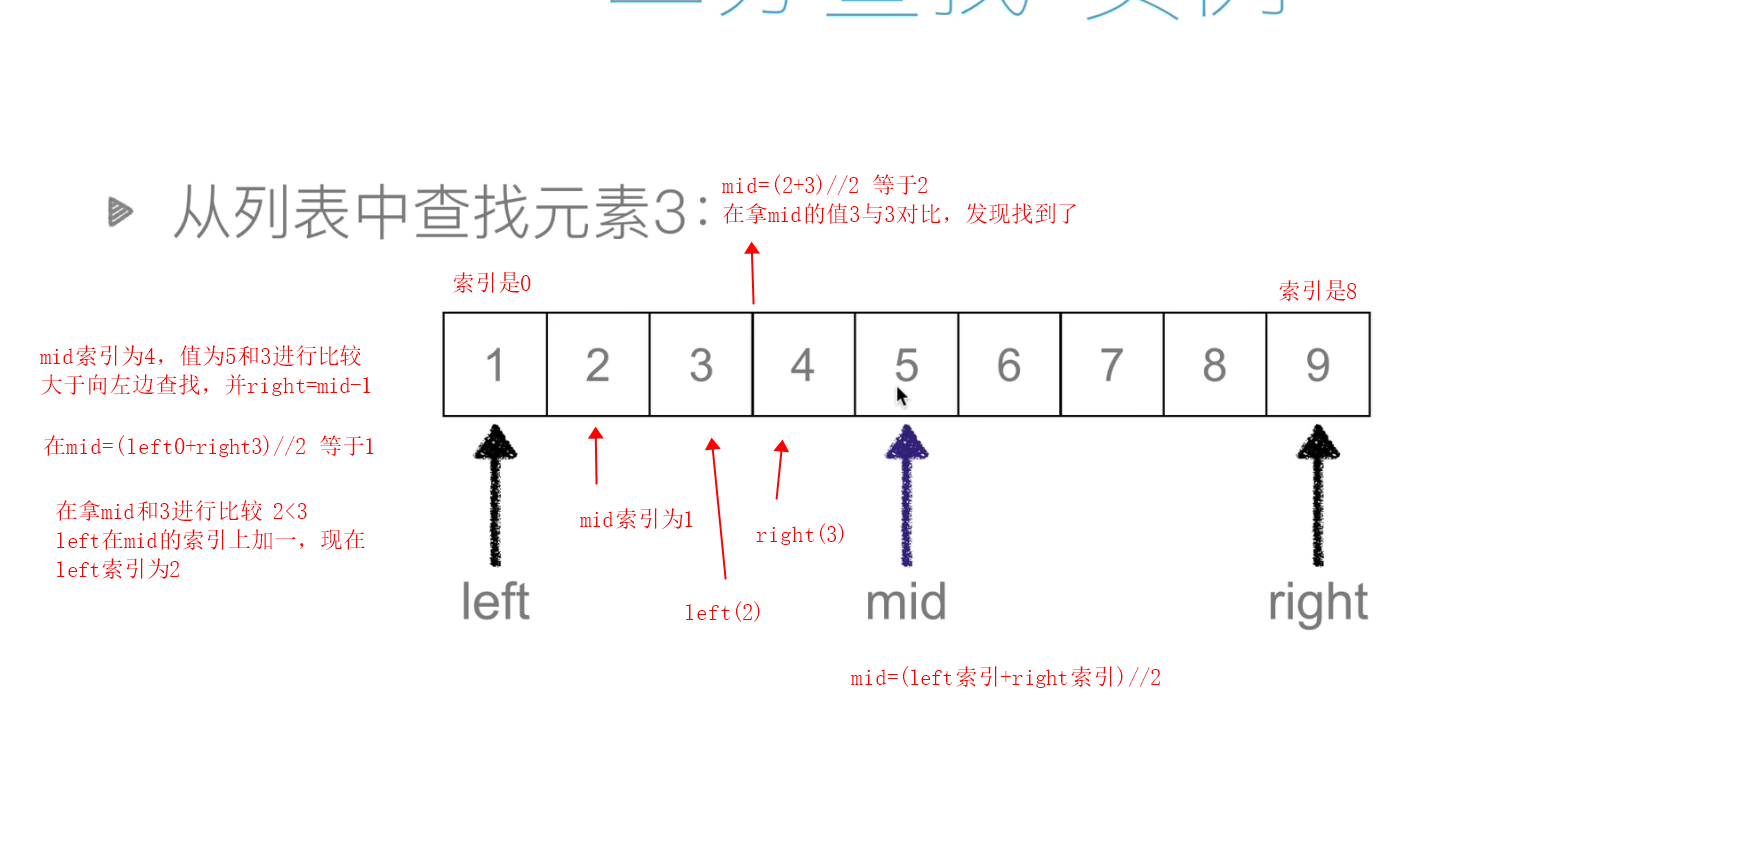 从列表中查找元素3：
mid=(2+3)//2 等于2
在拿mid的值3与3对比，发现找到了
索引是0
索引是8
1 2 3 4 5 6 7 8 9
mid索引为4，值为5和3进行比较
大于向左边查找，并right=mid-1
在mid=(left0+right3)//2 等于1
在拿mid和3进行比较 2<3
left在mid的索引上加一，现在
left索引为2
mid索引为1
right(3)
left(2)
left
mid
right
mid=(left索引+right索引)//2